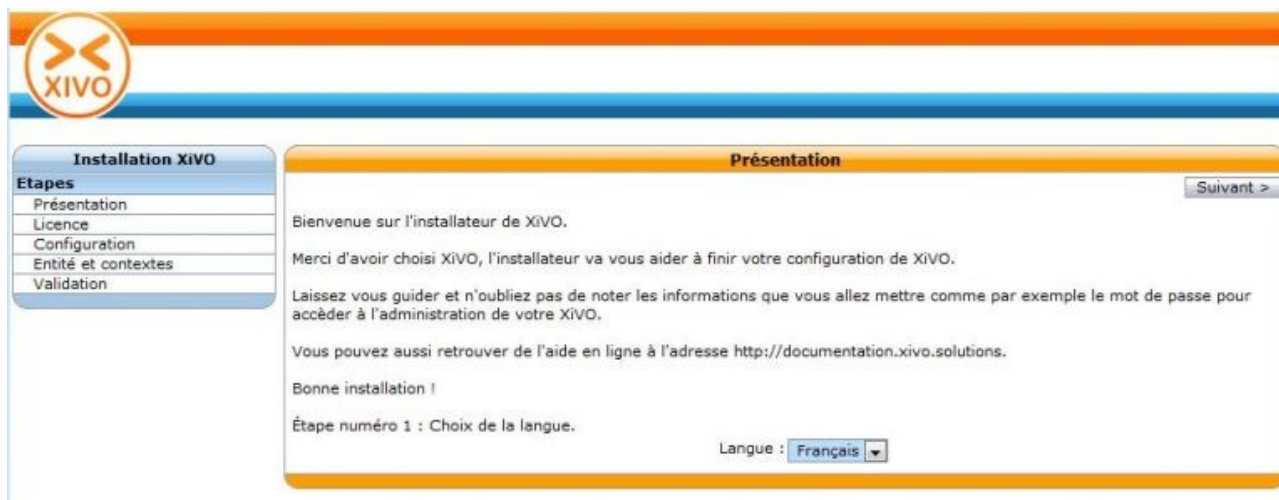 XIVO
Installation XiVO
Etapes
Présentation
Licence
Configuration
Entité et contextes
Validation
Présentation
Suivant >
Bienvenue sur l'installateur de XiVO.
Merci d'avoir choisi XiVO, l'installateur va vous aider à finir votre configuration de XiVO.
Laissez vous guider et n'oubliez pas de noter les informations que vous allez mettre comme par exemple le mot de passe pour
accèder à l'administration de votre XiVO.
Vous pouvez aussi retrouver de l'aide en ligne à l'adresse http://documentation.xivo.solutions.
Bonne installation !
Étape numéro 1 : Choix de la langue.
Langue : Français